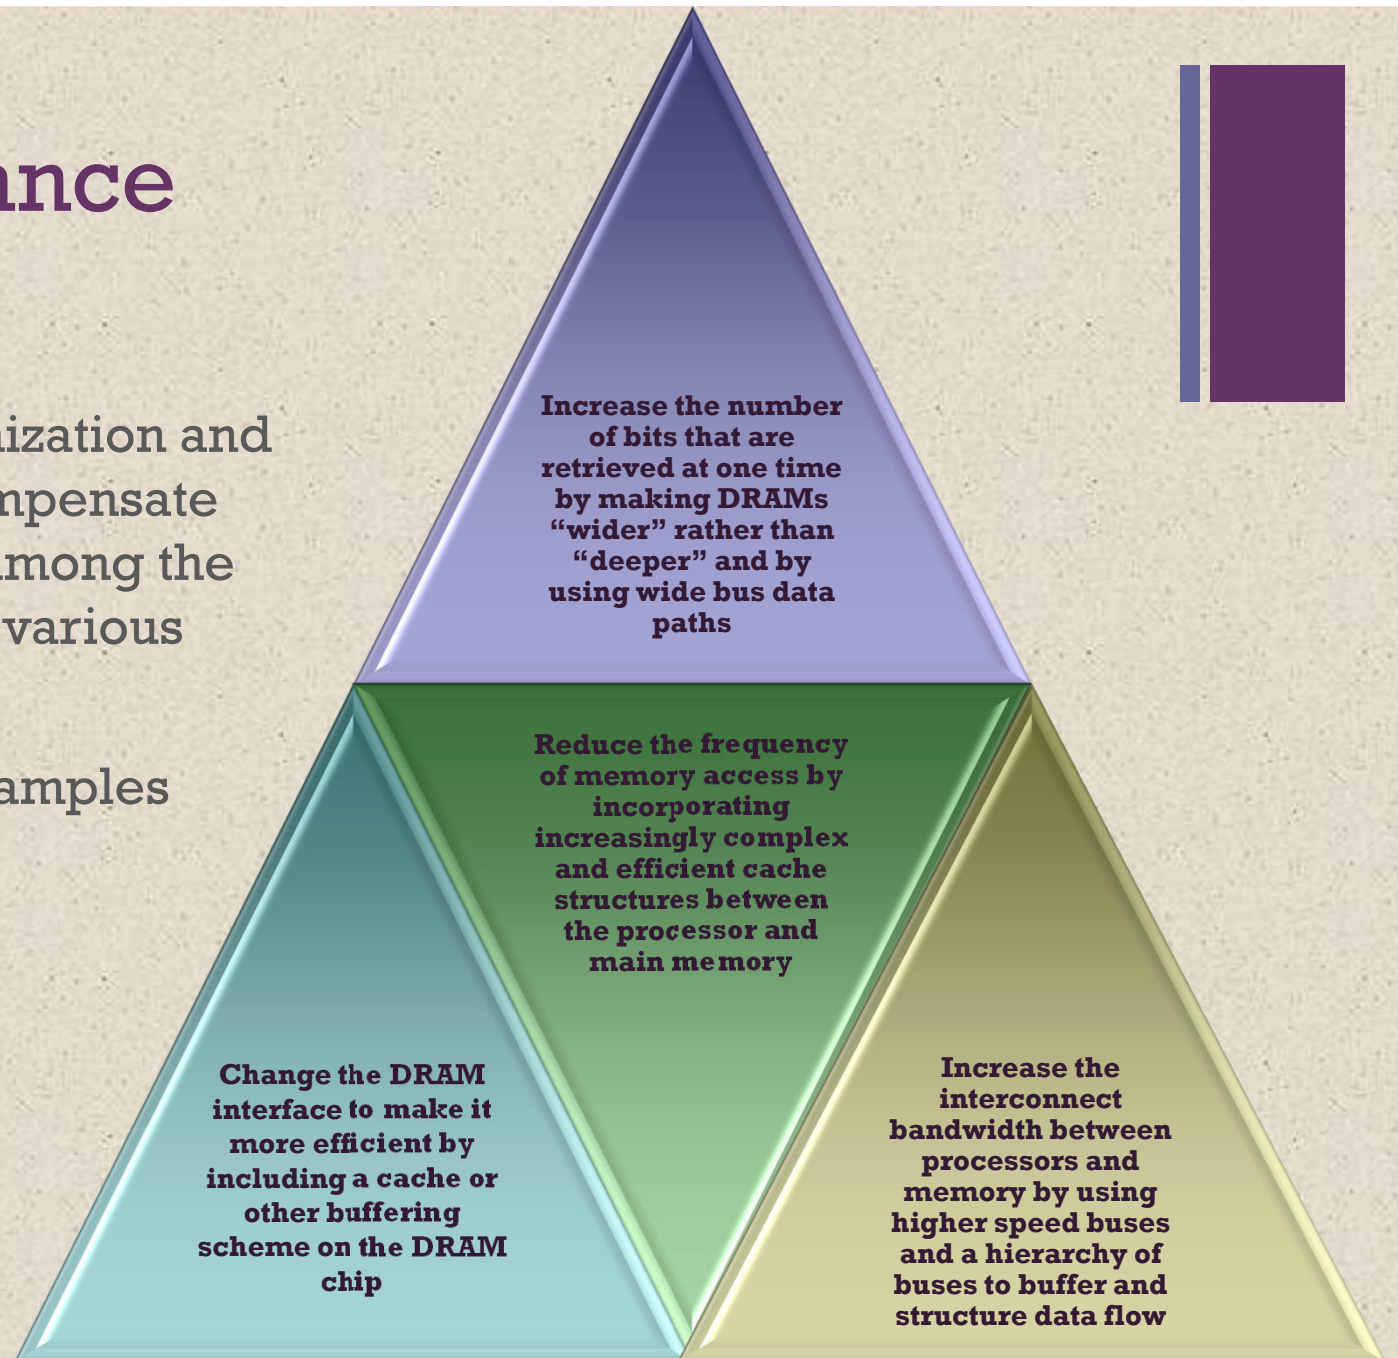 ance
ization and
mpensate
among the
various
amples
Increase the number
of bits that are
retrieved at one time
by making DRAMs
“wider” rather than
“deeper” and by
using wide bus data
paths
Reduce the frequency
of memory access by
incorporating
increasingly complex
and efficient cache
structures between
the processor and
main memory
Change the DRAM
interface to make it
more efficient by
including a cache or
other buffering
scheme on the DRAM
chip
Increase the
interconnect
bandwidth between
processors and
memory by using
higher speed buses
and a hierarchy of
buses to buffer and
structure data flow